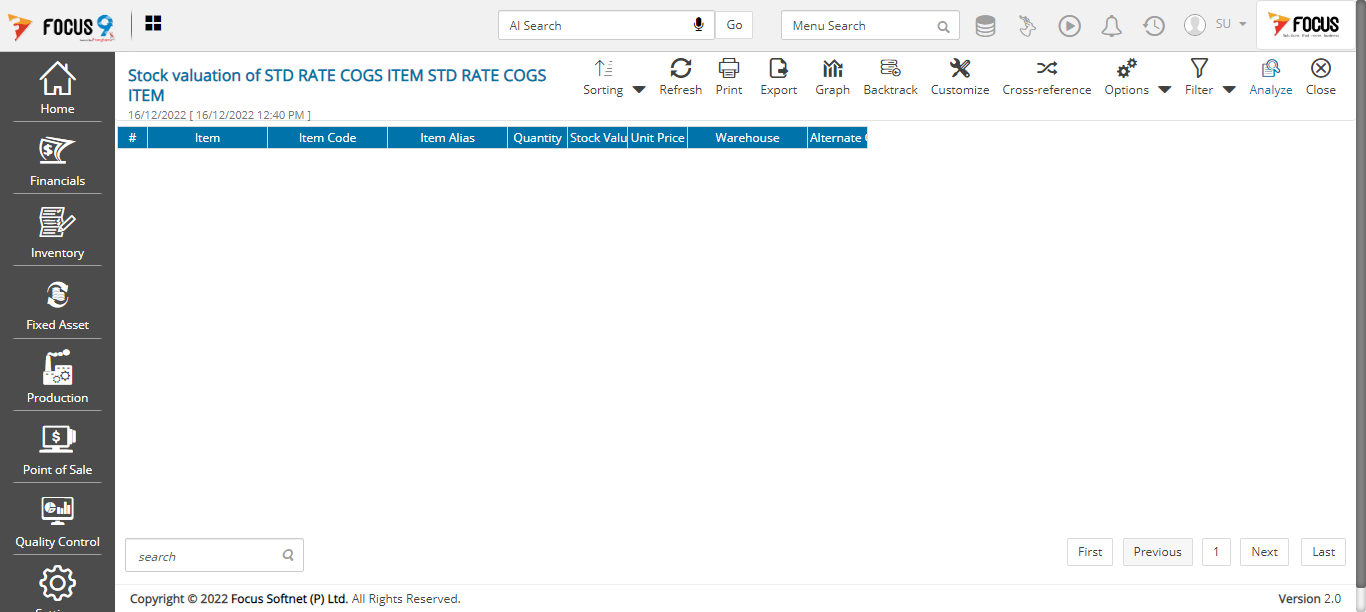 FOCUS 9
AI Search
Go
Menu Search
SU
FOCUS
Home
Financials
Inventory
Fixed Asset
Production
Point of Sale
Quality Control
Stock valuation of STD RATE COGS ITEM STD RATE COGS
ITEM
16/12/2022 [ 16/12/2022 12:40 PM ]
Sorting
Refresh
Print
Export
Graph
Backtrack
Customize
Cross-reference
Options
Filter
Analyze
Close
# Item Item Code Item Alias Quantity Stock Valu Unit Price Warehouse Alternate
search
First
Previous
1
Next
Last
Copyright © 2022 Focus Softnet (P) Ltd. All Rights Reserved.
Version 2.0